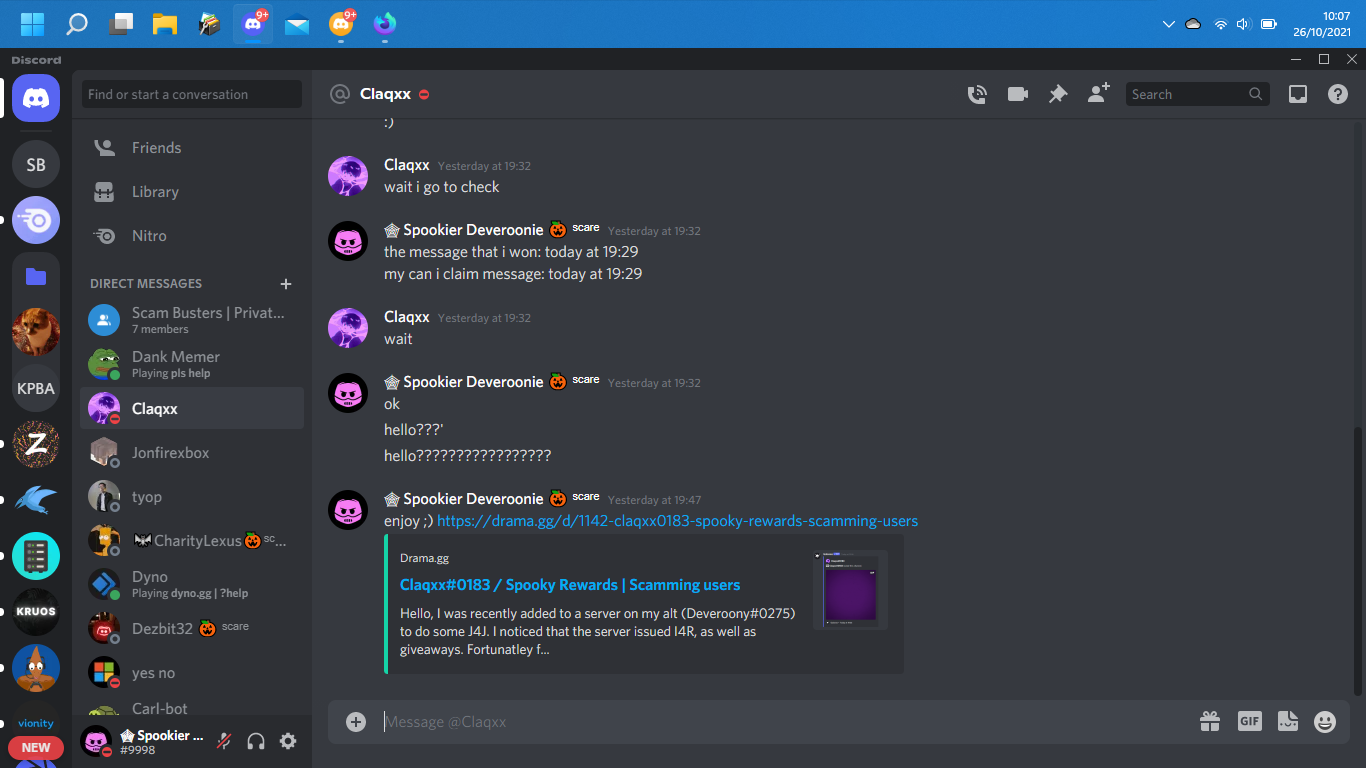 9+
9+
10:07
26/10/2021
Discord
Find or start a conversation
Friends
Library
Nitro
DIRECT MESSAGES
Scam Busters | Privat...
7 members
Dank Memer
Playing pls help
Claqxx
Jonfirexbox
tyop
CharityLexus 🎃 sc...
Dyno
Playing dyno.gg | ?help
Dezbit32 🎃 scare
yes no
Carl-bot
Spookier ...
#9998
SB
KPBA
Z
KRUOS
vionity
NEW
@ Claqxx
Search
:)
Claqxx Yesterday at 19:32
wait i go to check
Spookier Deveroonie 🎃 scare Yesterday at 19:32
the message that i won: today at 19:29
my can i claim message: today at 19:29
Claqxx Yesterday at 19:32
wait
Spookier Deveroonie 🎃 scare Yesterday at 19:32
ok
hello???'
hello?????????????????
Spookier Deveroonie 🎃 scare Yesterday at 19:47
enjoy ;) https://drama.gg/d/1142-claqxx0183-spooky-rewards-scamming-users
Drama.gg
Claqxx#0183 / Spooky Rewards | Scamming users
Hello, I was recently added to a server on my alt (Deveroony#0275)
to do some J4J. I noticed that the server issued I4R, as well as
giveaways. Fortunatley f...
Message @Claqxx
GIF